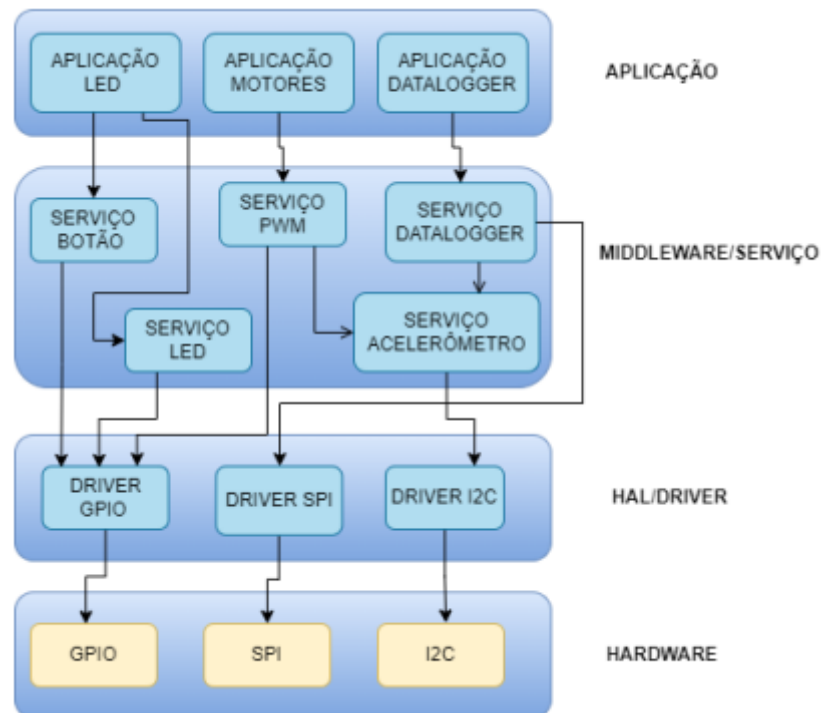 APLICAÇÃO
LED
APLICAÇÃO
MOTORES
APLICAÇÃO
DATALOGGER
APLICAÇÃO
SERVIÇO
BOTÃO
SERVIÇO
PWM
SERVIÇO
DATALOGGER
MIDDLEWARE/SERVIÇO
SERVIÇO
LED
SERVIÇO
ACELERÔMETRO
DRIVER
GPIO
DRIVER SPI
DRIVER I2C
HAL/DRIVER
GPIO
SPI
I2C
HARDWARE